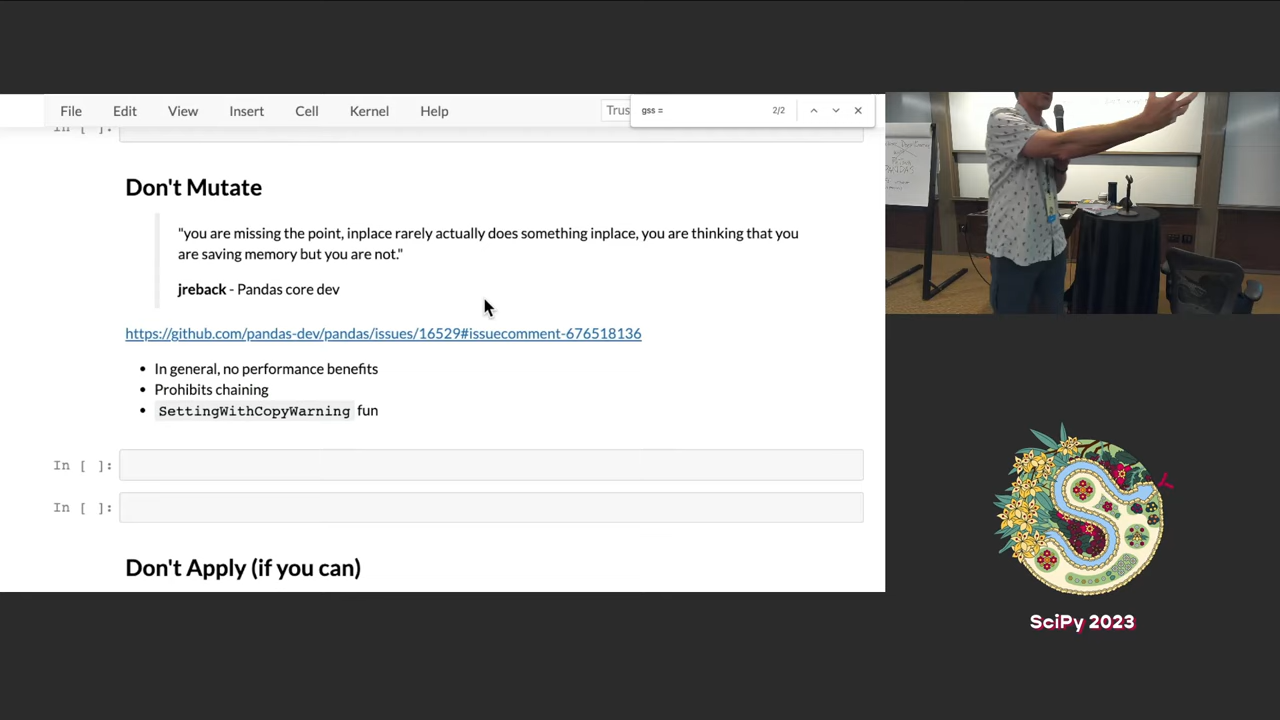 File Edit View Insert Cell Kernel Help
Trus
gss =
2/2
In [ ]:
Don't Mutate
"you are missing the point, inplace rarely actually does something inplace, you are thinking that you
are saving memory but you are not."
jreback - Pandas core dev
https://github.com/pandas-dev/pandas/issues/16529#issuecomment-676518136
In general, no performance benefits
Prohibits chaining
SettingWithCopyWarning fun
In [ ]:
In [ ]:
Don't Apply (if you can)
SciPy 2023